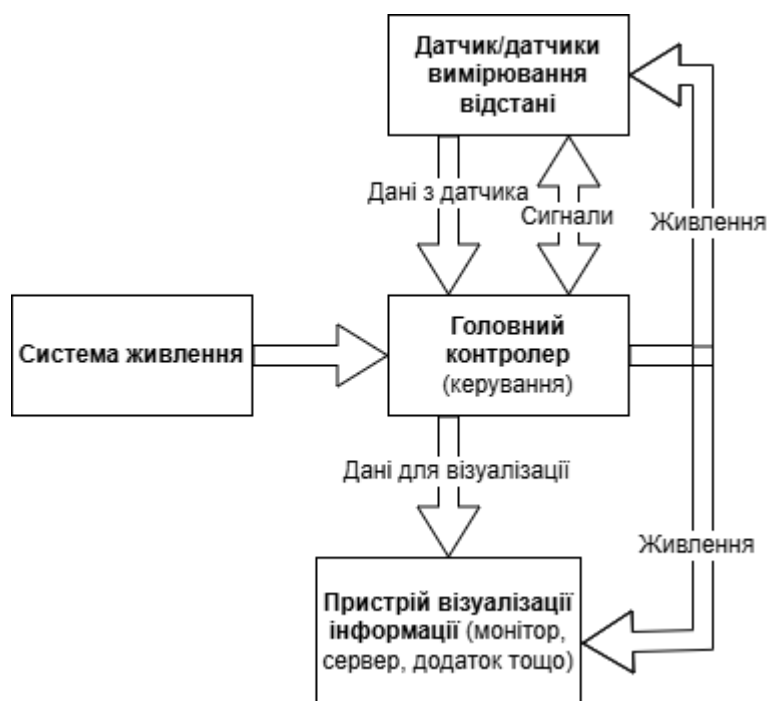 Датчик/датчики
вимірювання
відстані
Дані з датчика
Сигнали
Живлення
Система живлення
Головний
контролер
(керування)
Дані для візуалізації
Живлення
Пристрій візуалізації
інформації (монітор,
сервер, додаток тощо)